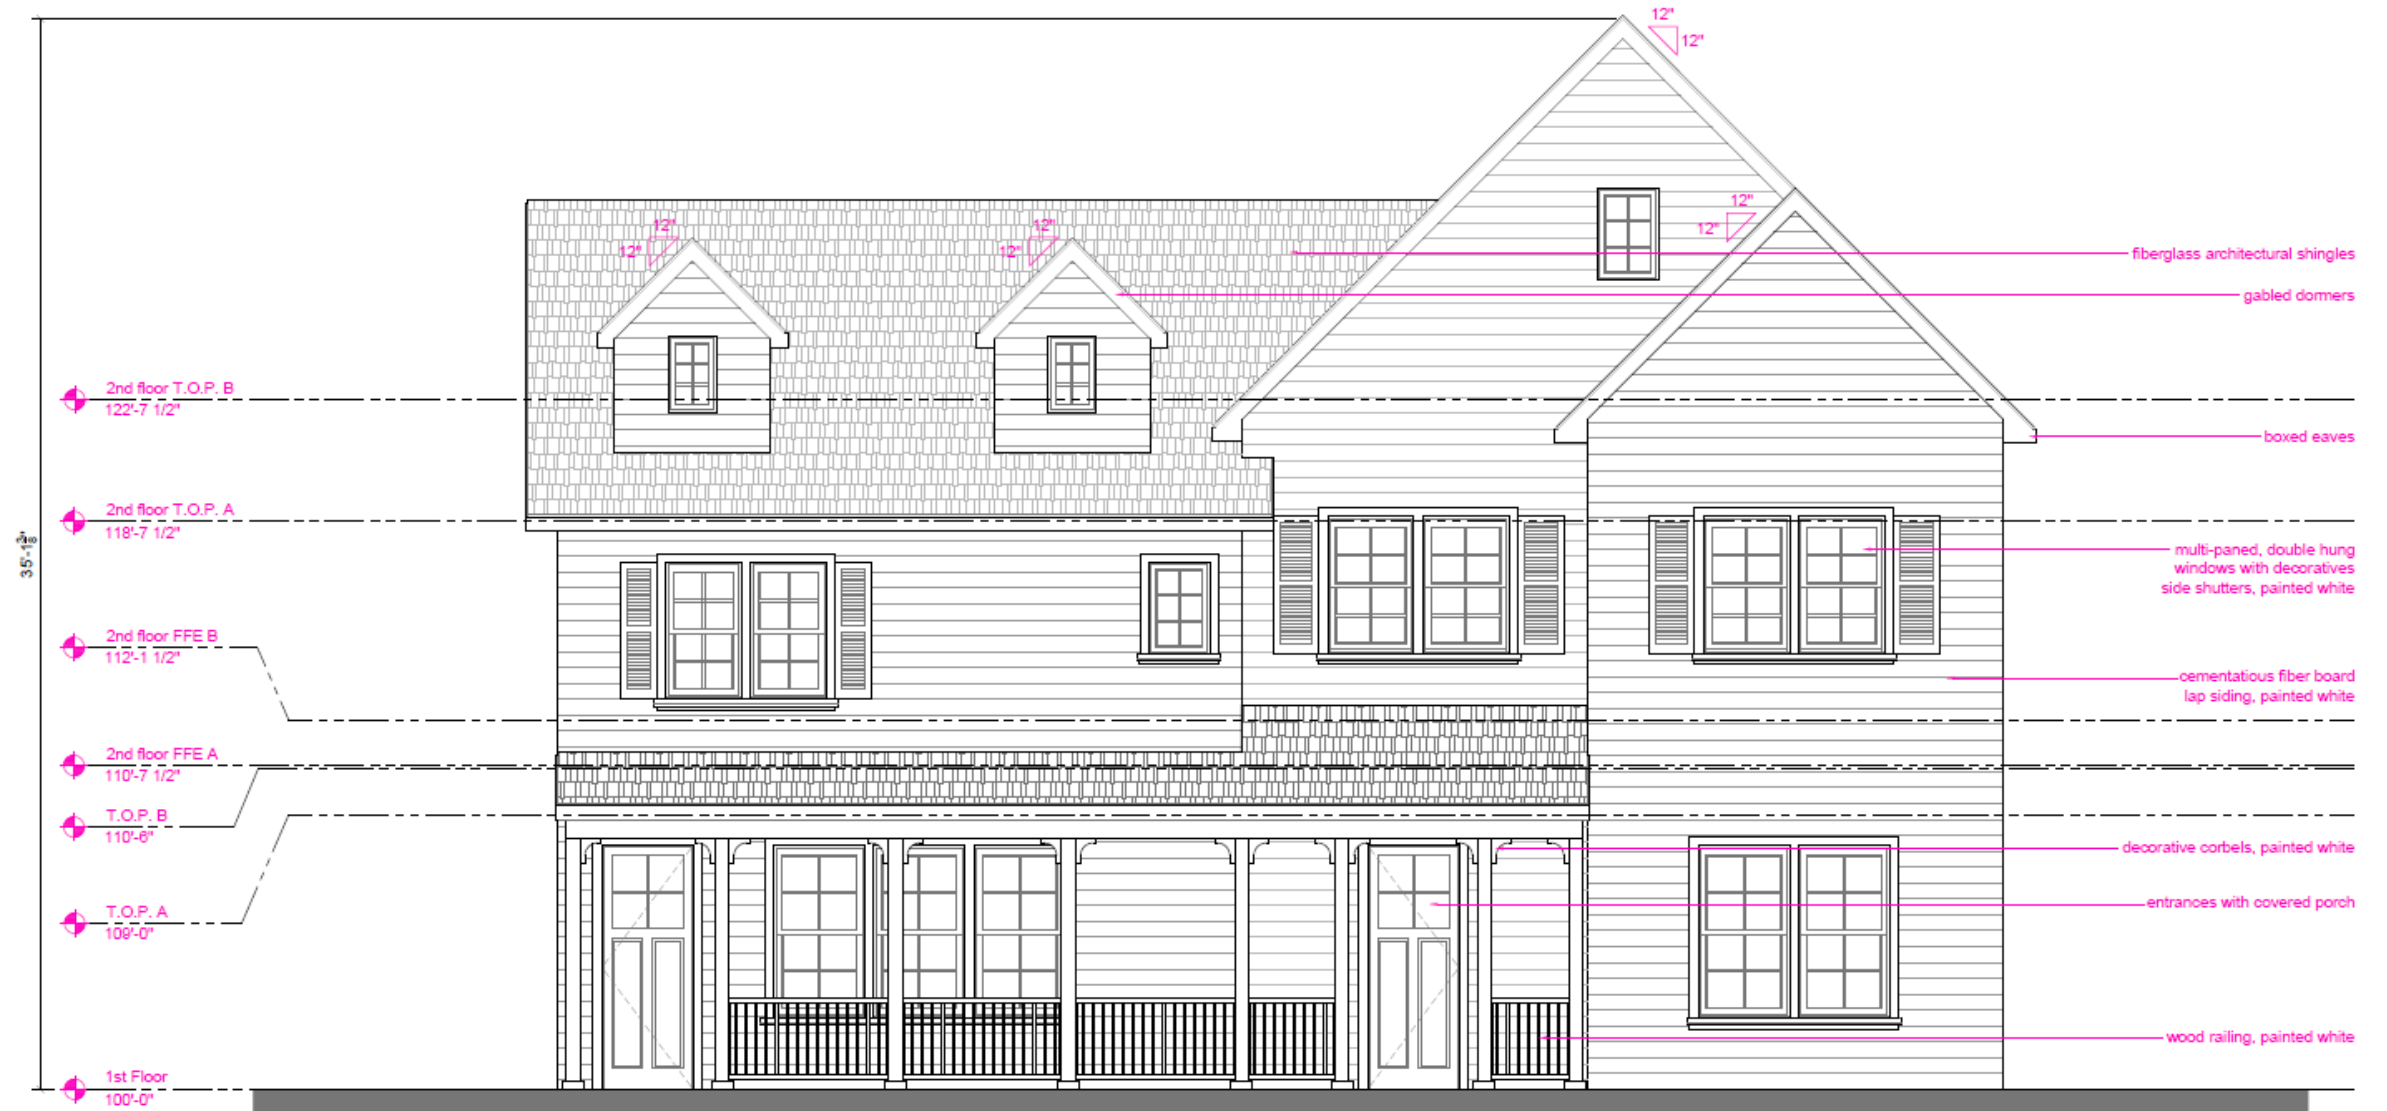 12"
12"
12"
12"
12"
12"
12"
12"
fiberglass architectural shingles
gabled dormers
2nd floor T.O.P. B
122'-7 1/2"
boxed eaves
2nd floor T.O.P. A
118'-7 1/2"
35'-1 3/8"
multi-paned, double hung
windows with decoratives
side shutters, painted white
2nd floor FFE B
112'-1 1/2"
cementatious fiber board
lap siding, painted white
2nd floor FFE A
110'-7 1/2"
T.O.P. B
110'-6"
decorative corbels, painted white
entrances with covered porch
T.O.P. A
109'-0"
wood railing, painted white
1st Floor
100'-0"